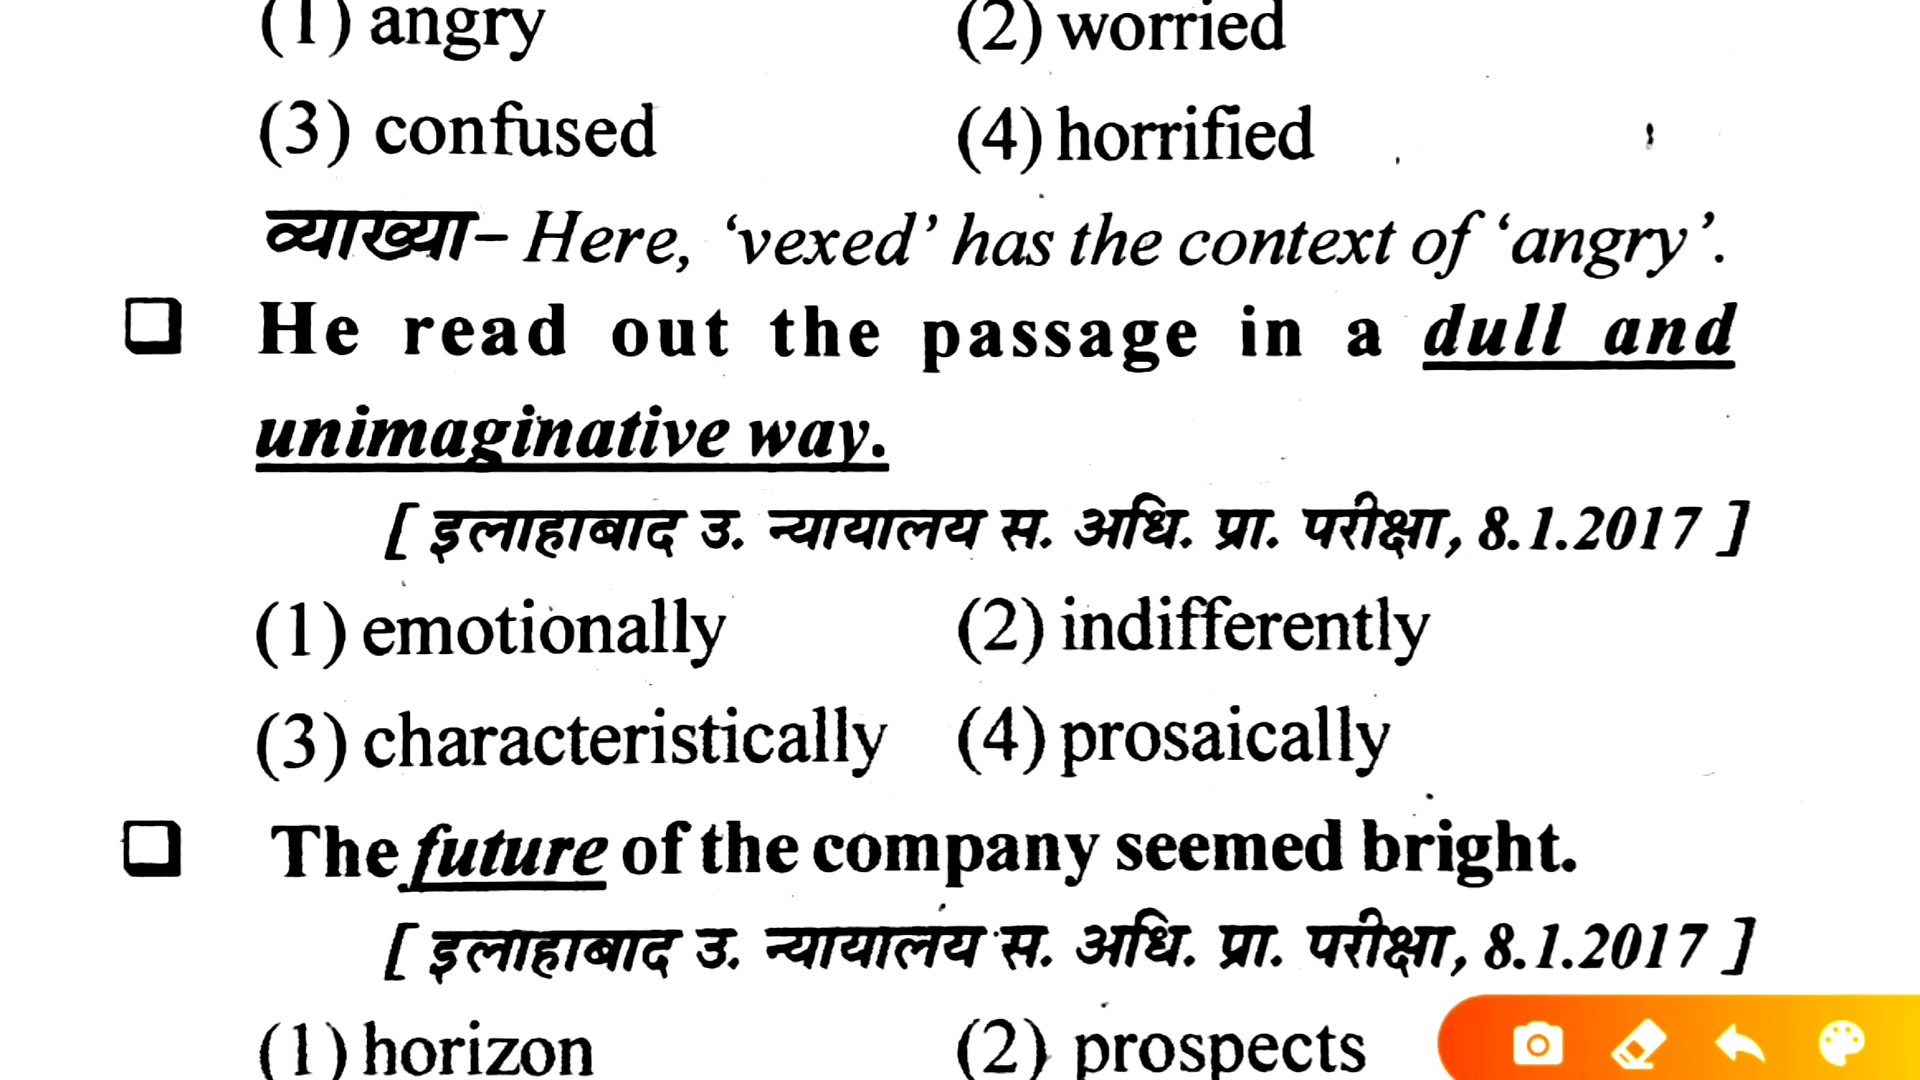 (1) angry (2) worried
(3) confused (4) horrified
व्याख्या– Here, ‘vexed’ has the context of ‘angry’.
❑ He read out the passage in a dull and
unimaginative way.
[ इलाहाबाद उ. न्यायालय स. अधि. प्रा. परीक्षा, 8.1.2017 ]
(1) emotionally (2) indifferently
(3) characteristically (4) prosaically
❑ The future of the company seemed bright.
[ इलाहाबाद उ. न्यायालय स. अधि. प्रा. परीक्षा, 8.1.2017 ]
(1) horizon (2) prospects